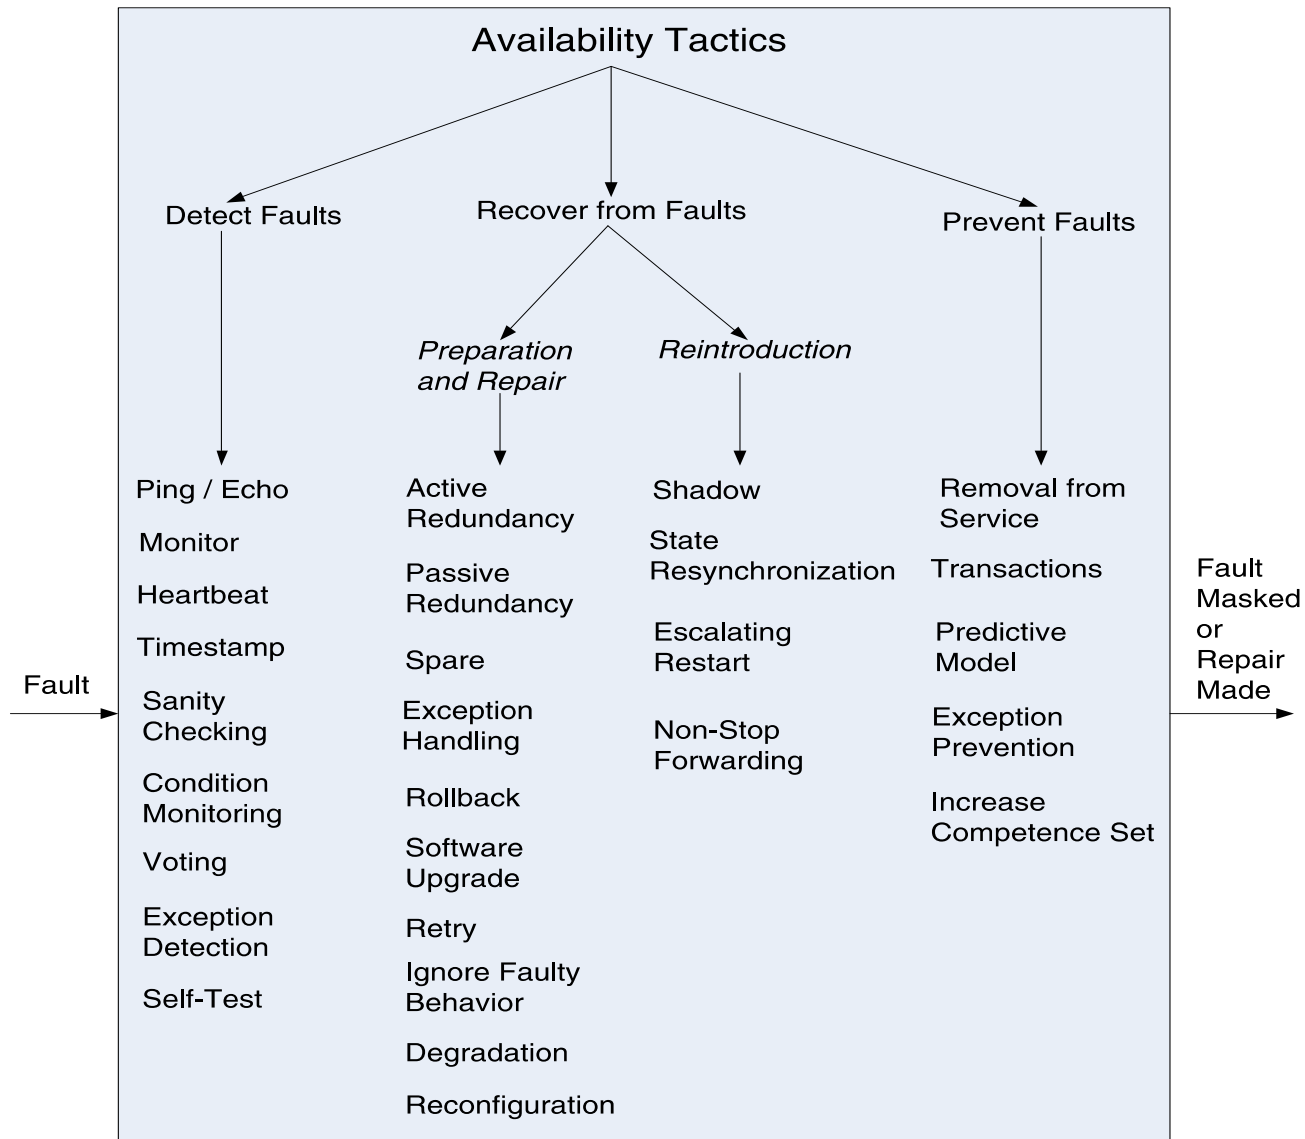 Availability Tactics
Detect Faults
Recover from Faults
Prevent Faults
Preparation
and Repair
Reintroduction
Fault
Ping / Echo
Monitor
Heartbeat
Timestamp
Sanity
Checking
Condition
Monitoring
Voting
Exception
Detection
Self-Test
Active
Redundancy
Passive
Redundancy
Spare
Exception
Handling
Rollback
Software
Upgrade
Retry
Ignore Faulty
Behavior
Degradation
Reconfiguration
Shadow
State
Resynchronization
Escalating
Restart
Non-Stop
Forwarding
Removal from
Service
Transactions
Predictive
Model
Exception
Prevention
Increase
Competence Set
Fault
Masked
or
Repair
Made